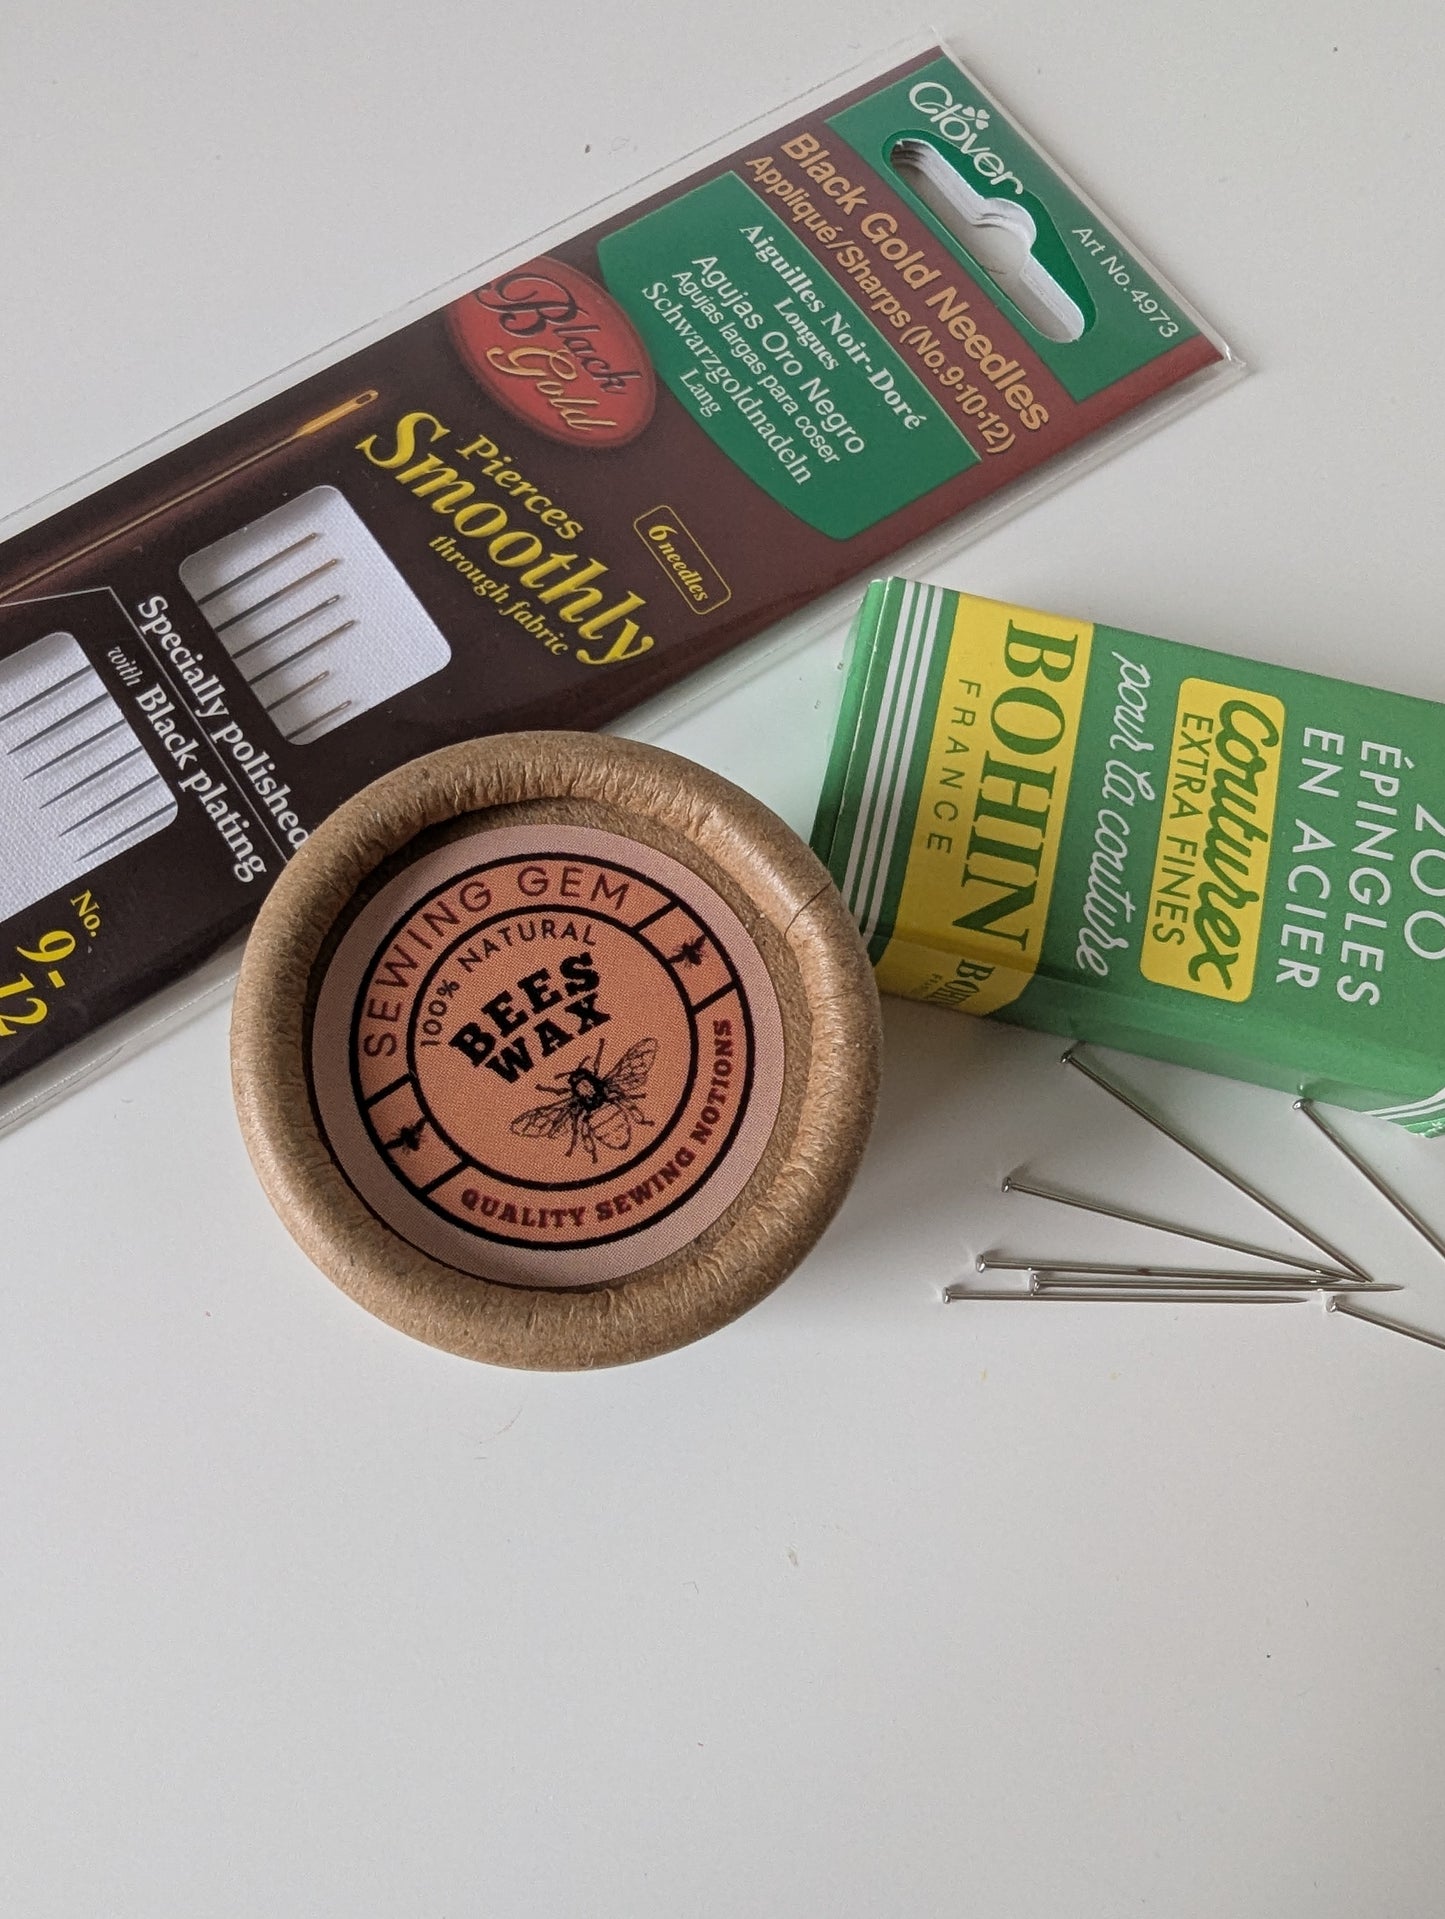 Clover
Art No.4973
Black Gold Needles
Appliqué/Sharps (No.9·10·12)
Aiguilles Noir-Doré
Longues
Agujas Oro Negro
Agujas largas para coser
Schwarzgoldnadeln
Lang
Black
Gold
Pierces
Smoothly
through fabric
6 needles
Specially polished
with Black plating
No.
9-
12
BOHIN
FRANCE
pour la couture
Couturex
EXTRA FINES
200
ÉPINGLES
EN ACIER
BOHIN
SEWING GEM
100% NATURAL
BEES
WAX
QUALITY SEWING NOTIONS